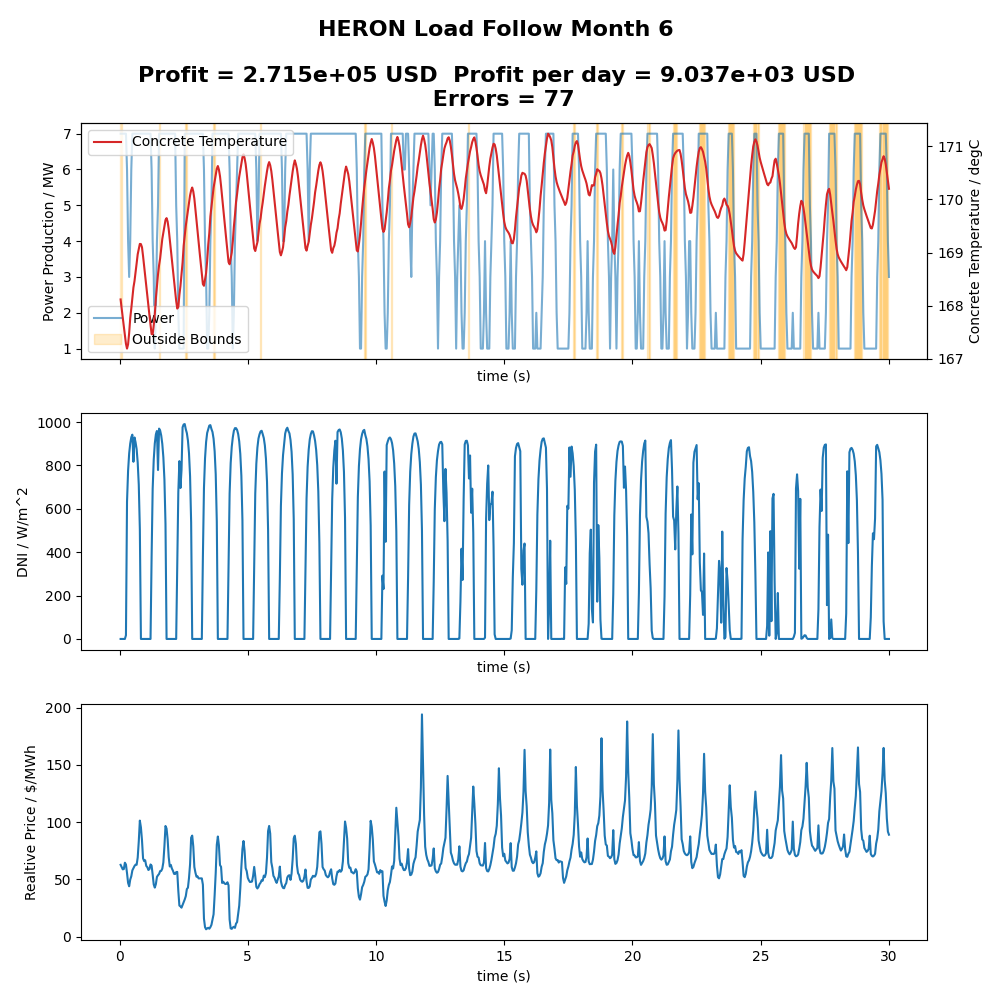 HERON Load Follow Month 6
Profit = 2.715e+05 USD  Profit per day = 9.037e+03 USD
Errors = 77
7
6
5
4
3
2
1
Power Production / MW
Concrete Temperature
Power
Outside Bounds
171
170
169
168
167
Concrete Temperature / degC
time (s)
1000
800
600
400
200
0
DNI / W/m^2
time (s)
200
150
100
50
0
Realtive Price / $/MWh
0 5 10 15 20 25 30
time (s)